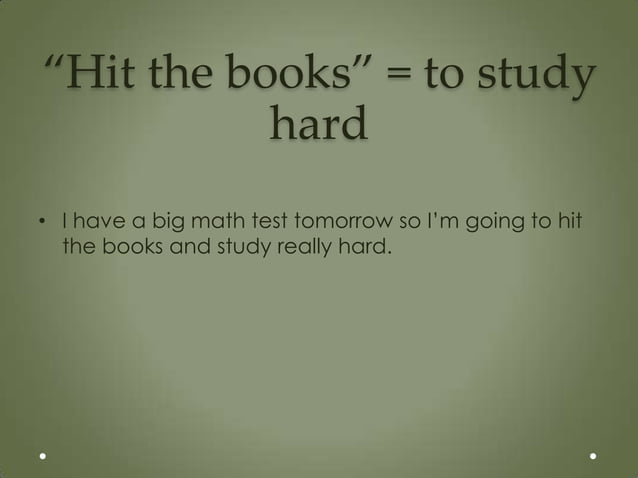 “Hit the books” = to study
hard
• I have a big math test tomorrow so I’m going to hit
the books and study really hard.